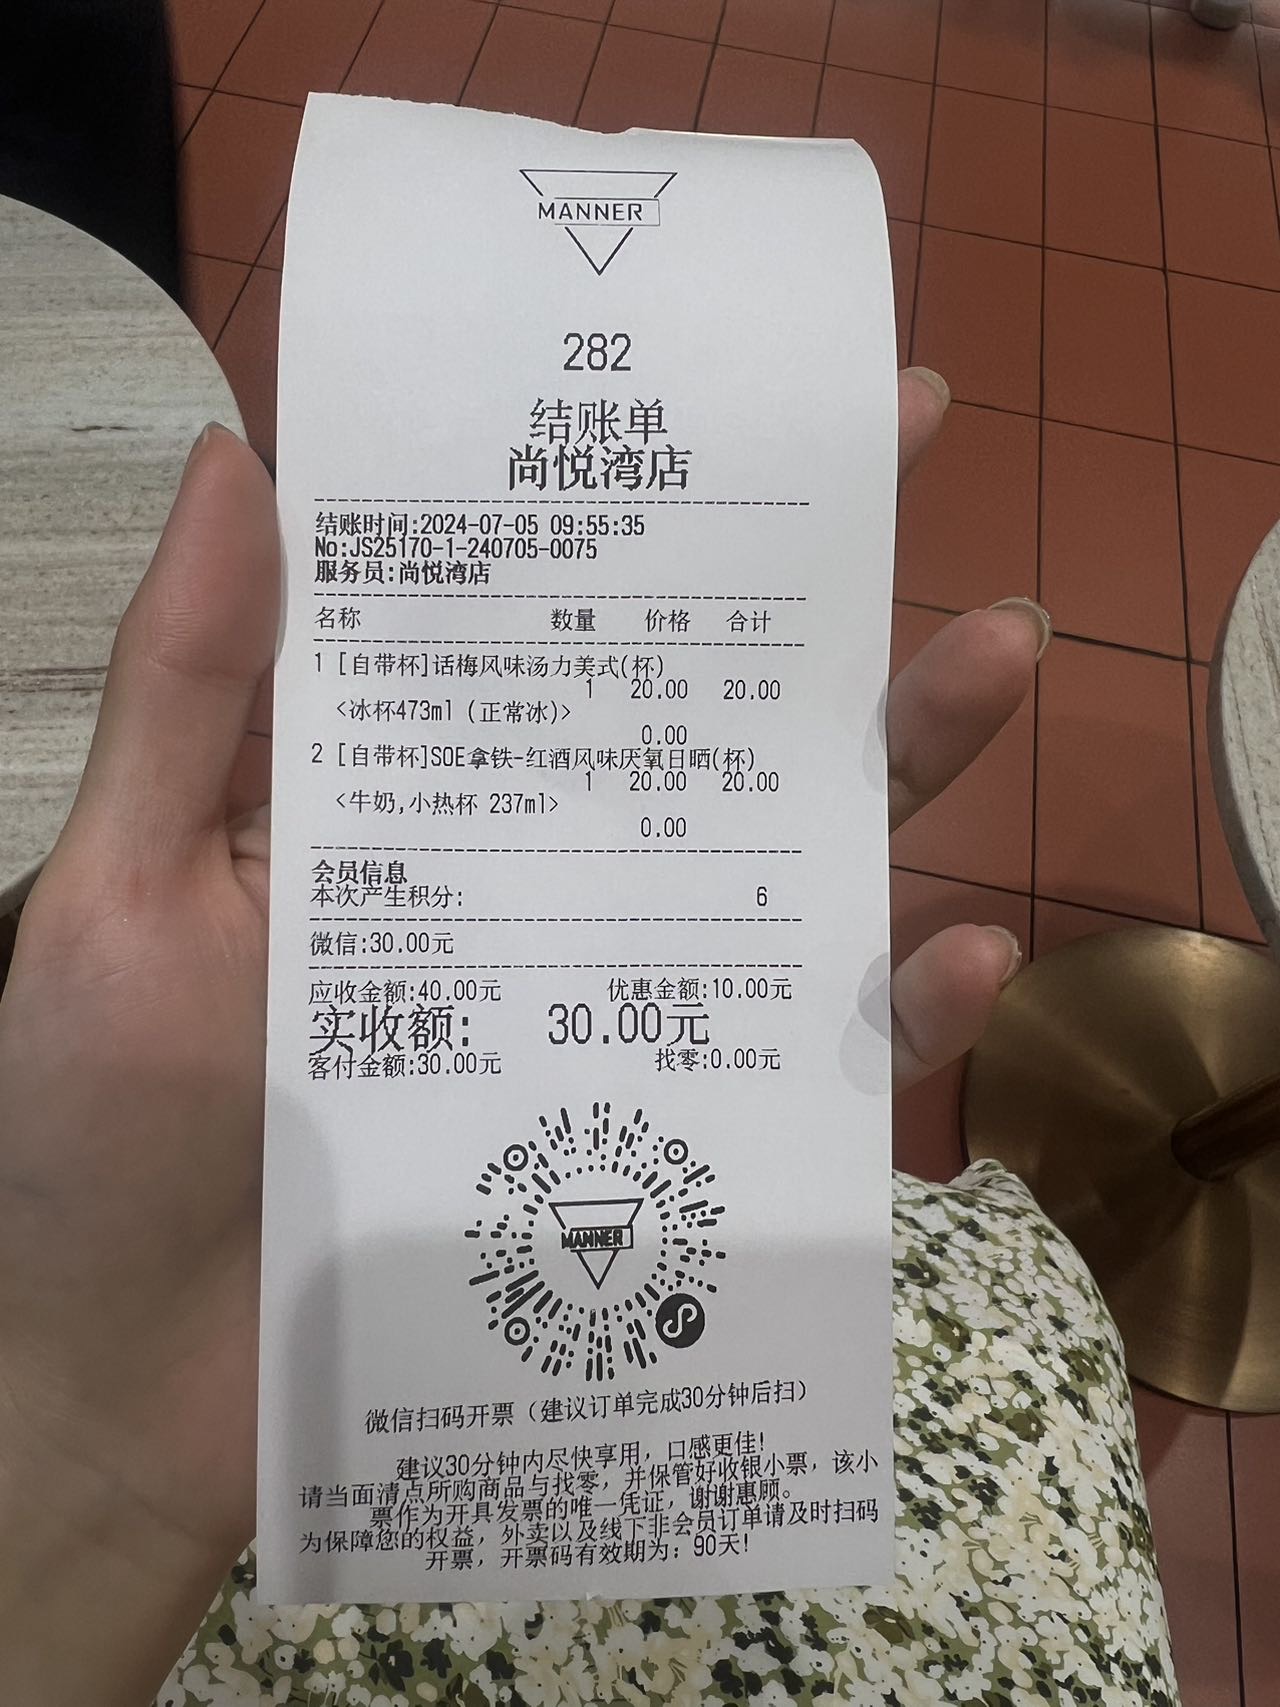 MANNER
282
结账单
尚悦湾店
结账时间:2024-07-05 09:55:35
No:JS25170-1-240705-0075
服务员:尚悦湾店
名称 数量 价格 合计
1 [自带杯]话梅风味汤力美式(杯)
1 20.00 20.00
<冰杯473ml (正常冰)>
0.00
2 [自带杯]SOE拿铁-红酒风味厌氧日晒(杯)
1 20.00 20.00
<牛奶,小热杯 237ml>
0.00
会员信息
本次产生积分: 6
微信:30.00元
应收金额:40.00元 优惠金额:10.00元
实收额: 30.00元
客付金额:30.00元 找零:0.00元
MANNER
微信扫码开票（建议订单完成30分钟后扫）
建议30分钟内尽快享用，口感更佳!
请当面清点所购商品与找零，并保管好收银小票，该小
票作为开具发票的唯一凭证，谢谢惠顾。
为保障您的权益，外卖以及线下非会员订单请及时扫码
开票，开票码有效期为：90天!